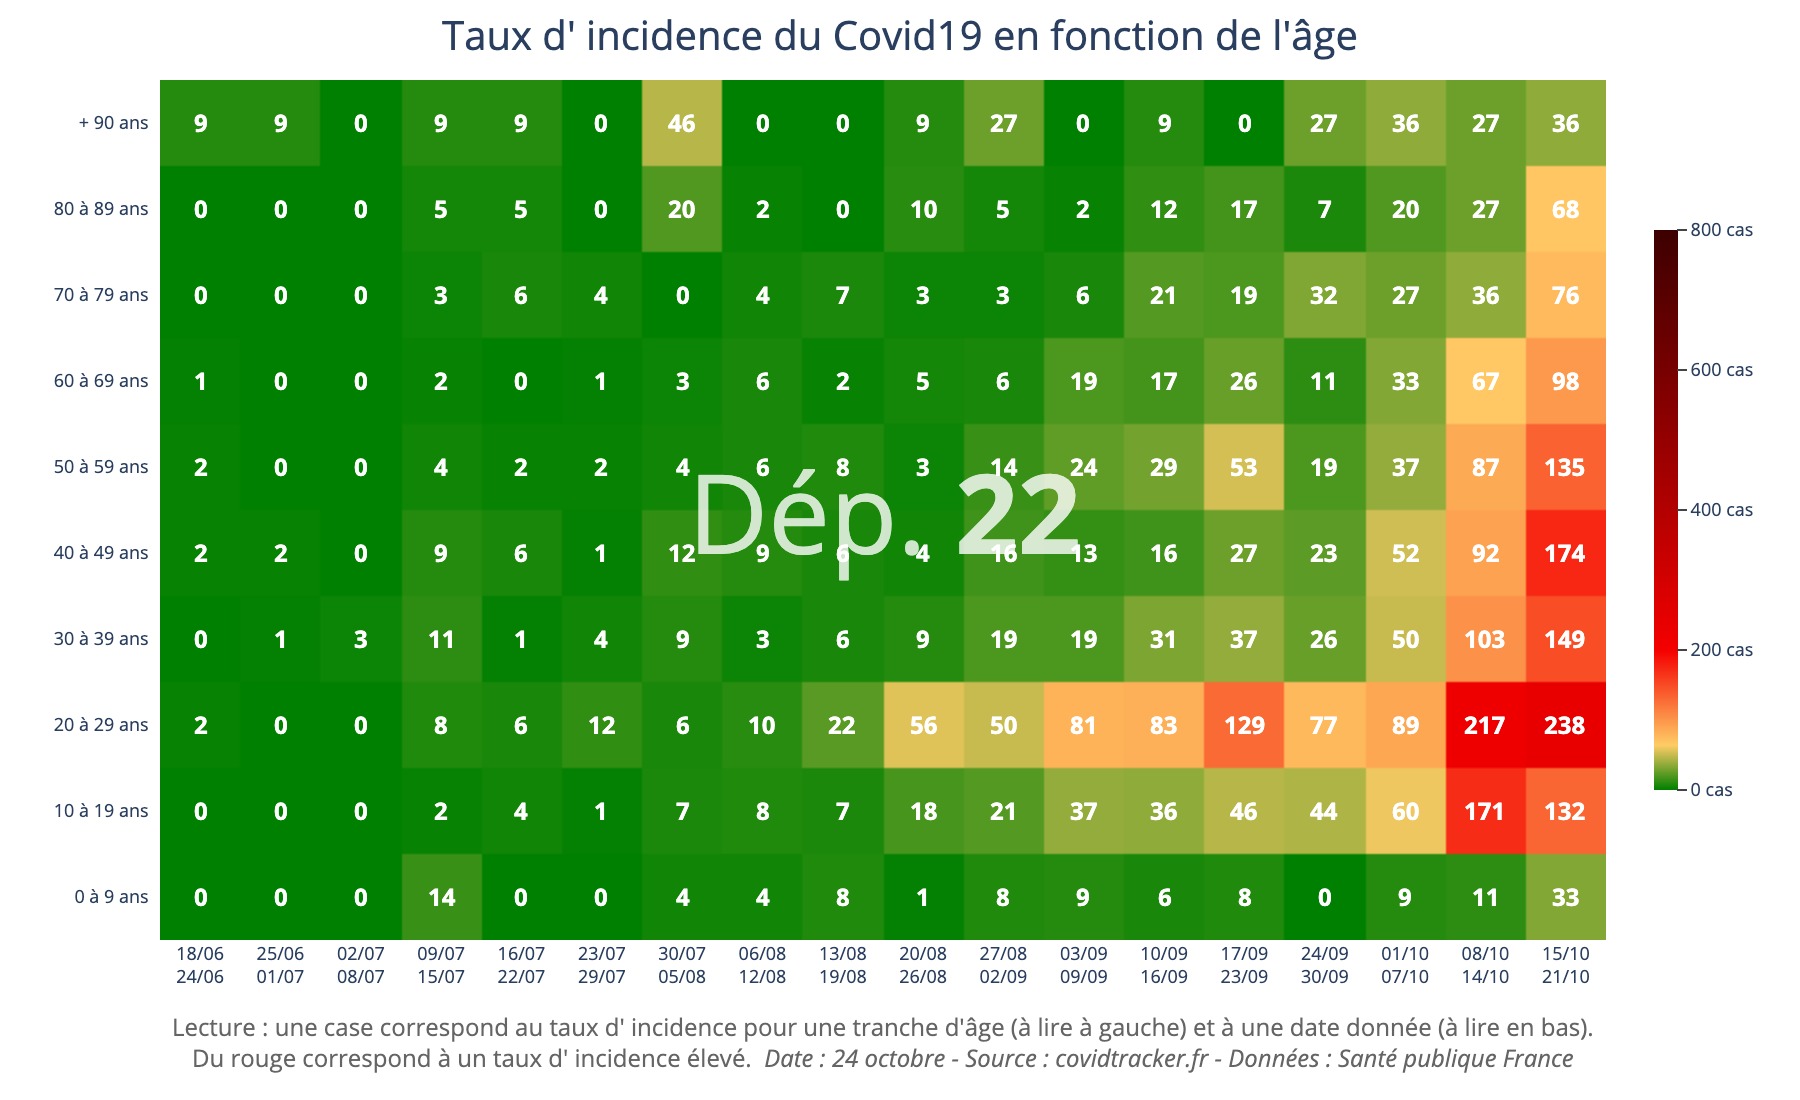 Taux d' incidence du Covid19 en fonction de l'âge
+ 90 ans 9 9 0 9 9 0 46 0 0 9 27 0 9 0 27 36 27 36
80 à 89 ans 0 0 0 5 5 0 20 2 0 10 5 2 12 17 7 20 27 68
70 à 79 ans 0 0 0 3 6 4 0 4 7 3 3 6 21 19 32 27 36 76
60 à 69 ans 1 0 0 2 0 1 3 6 2 5 6 19 17 26 11 33 67 98
50 à 59 ans 2 0 0 4 2 2 4 6 8 3 14 24 29 53 19 37 87 135
Dép. 22
40 à 49 ans 2 2 0 9 6 1 12 9 6 4 16 13 16 27 23 52 92 174
30 à 39 ans 0 1 3 11 1 4 9 3 6 9 19 19 31 37 26 50 103 149
20 à 29 ans 2 0 0 8 6 12 6 10 22 56 50 81 83 129 77 89 217 238
10 à 19 ans 0 0 0 2 4 1 7 8 7 18 21 37 36 46 44 60 171 132
0 à 9 ans 0 0 0 14 0 0 4 4 8 1 8 9 6 8 0 9 11 33
18/06 25/06 02/07 09/07 16/07 23/07 30/07 06/08 13/08 20/08 27/08 03/09 10/09 17/09 24/09 01/10 08/10 15/10
24/06 01/07 08/07 15/07 22/07 29/07 05/08 12/08 19/08 26/08 02/09 09/09 16/09 23/09 30/09 07/10 14/10 21/10
800 cas
600 cas
400 cas
200 cas
0 cas
Lecture : une case correspond au taux d' incidence pour une tranche d'âge (à lire à gauche) et à une date donnée (à lire en bas).
Du rouge correspond à un taux d' incidence élevé. Date : 24 octobre - Source : covidtracker.fr - Données : Santé publique France